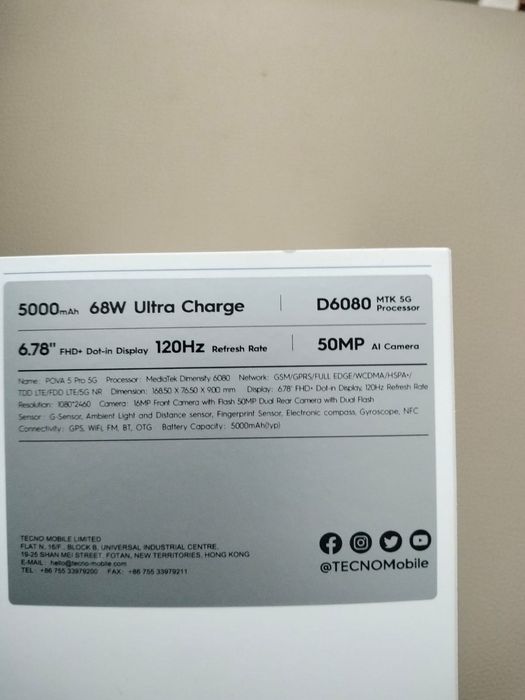 5000mAh 68W Ultra Charge | D6080 MTK 5G Processor
6.78" FHD+ Dot-in Display 120Hz Refresh Rate | 50MP AI Camera
Name: POVA 5 Pro 5G Processor: MediaTek Dimensity 6080 Network: GSM/GPRS/FULL EDGE/WCDMA/HSPA+/
TDD LTE/FDD LTE/5G NR Dimension: 168.50 X 76.50 X 9.00 mm Display: 6.78" FHD+ Dot-in Display, 120Hz Refresh Rate
Resolution: 1080*2460 Camera: 16MP Front Camera with Flash 50MP Dual Rear Camera with Dual Flash
Sensor: G-Sensor, Ambient Light and Distance sensor, Fingerprint Sensor, Electronic compass, Gyroscope, NFC
Connectivity: GPS, WiFi, FM, BT, OTG Battery Capacity: 5000mAh(typ)
TECNO MOBILE LIMITED
FLAT N, 16/F., BLOCK B, UNIVERSAL INDUSTRIAL CENTRE,
19-25 SHAN MEI STREET, FOTAN, NEW TERRITORIES, HONG KONG
E-MAIL: hello@tecno-mobile.com
TEL: +86 755 33979200 FAX: +86 755 33979211
@TECNOMobile